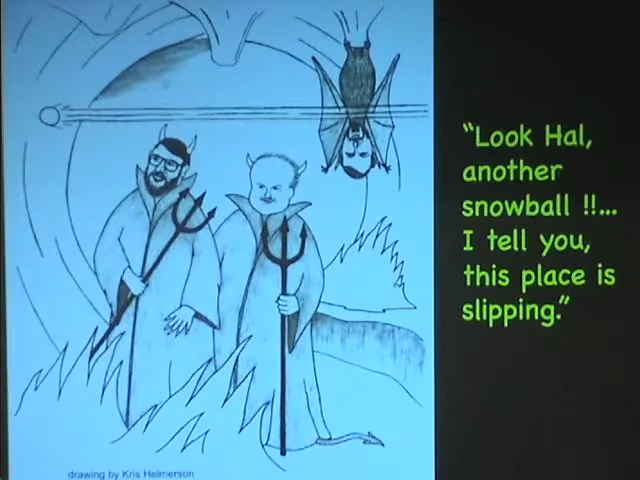 "Look Hal,
another
snowball !!...
I tell you,
this place is
slipping."
drawing by Kris Helmerson